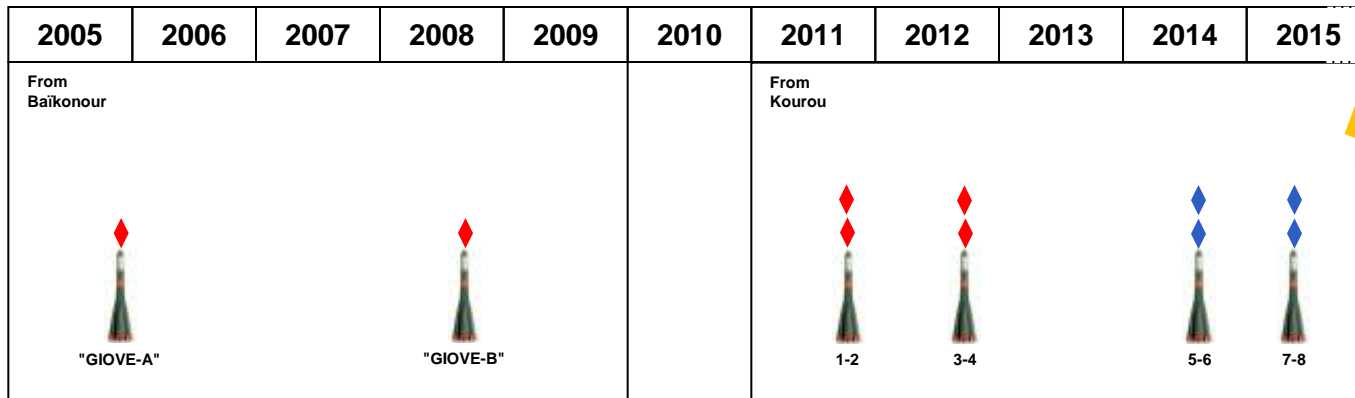 2005 2006 2007 2008 2009 2010 2011 2012 2013 2014 2015
From
Baïkonour
From
Kourou
"GIOVE-A" "GIOVE-B" 1-2 3-4 5-6 7-8